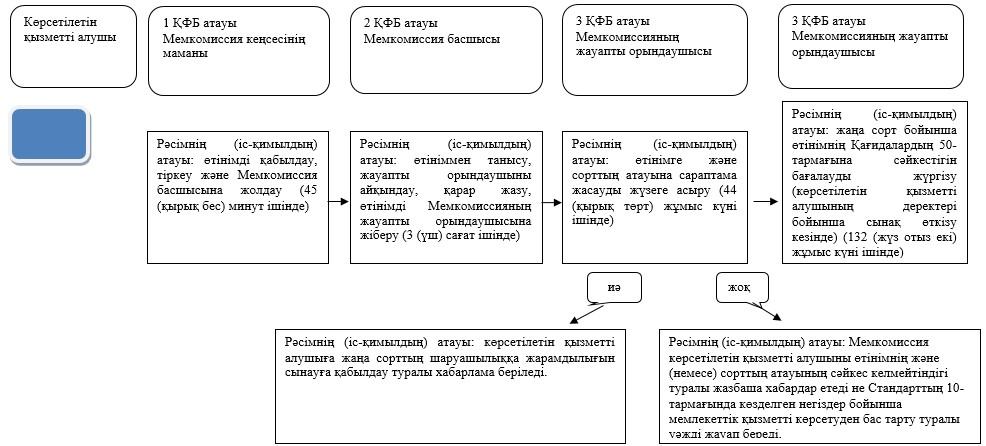 Көрсетілетін
қызметті алушы
1 ҚФБ атауы
Мемкомиссия кеңсесінің
маманы
2 ҚФБ атауы
Мемкомиссия басшысы
3 ҚФБ атауы
Мемкомиссияның
жауапты орындаушысы
3 ҚФБ атауы
Мемкомиссияның жауапты
орындаушысы
Рәсімнің (іс-қимылдың)
атауы: өтінімді қабылдау,
тіркеу және Мемкомиссия
басшысына жолдау (45
(қырық бес) минут ішінде)
Рәсімнің (іс-қимылдың)
атауы: өтініммен танысу,
жауапты орындаушыны
айқындау, қарар жазу,
өтінімді Мемкомиссияның
жауапты орындаушысына
жіберу (3 (үш) сағат ішінде)
Рәсімнің (іс-қимылдың)
атауы: өтінімге және
сорттың атауына сараптама
жасауды жүзеге асыру (44
(қырық төрт) жұмыс күні
ішінде)
Рәсімнің (іс-қимылдың)
атауы: жаңа сорт бойынша
өтінімнің Қағидалардың 50-
тармағына сәйкестігін
бағалауды жүргізу
(көрсетілетін қызметті
алушының деректері
бойынша сынақ өткізу
кезінде) (132 (жүз отыз екі)
жұмыс күні ішінде)
иә
жоқ
Рәсімнің (іс-қимылдың) атауы: көрсетілетін қызметті
алушыға жаңа сорттың шаруашылыққа жарамдылығын
сынауға қабылдау туралы хабарлама беріледі.
Рәсімнің (іс-қимылдың) атауы: Мемкомиссия
көрсетілетін қызметті алушыны өтінімнің және
(немесе) сорттың атауының сәйкес келмейтіндігі
туралы жазбаша хабардар етеді не Стандарттың 10-
тармағында көзделген негіздер бойынша
мемлекеттік қызметті көрсетуден бас тарту туралы
уәжді жауап береді.